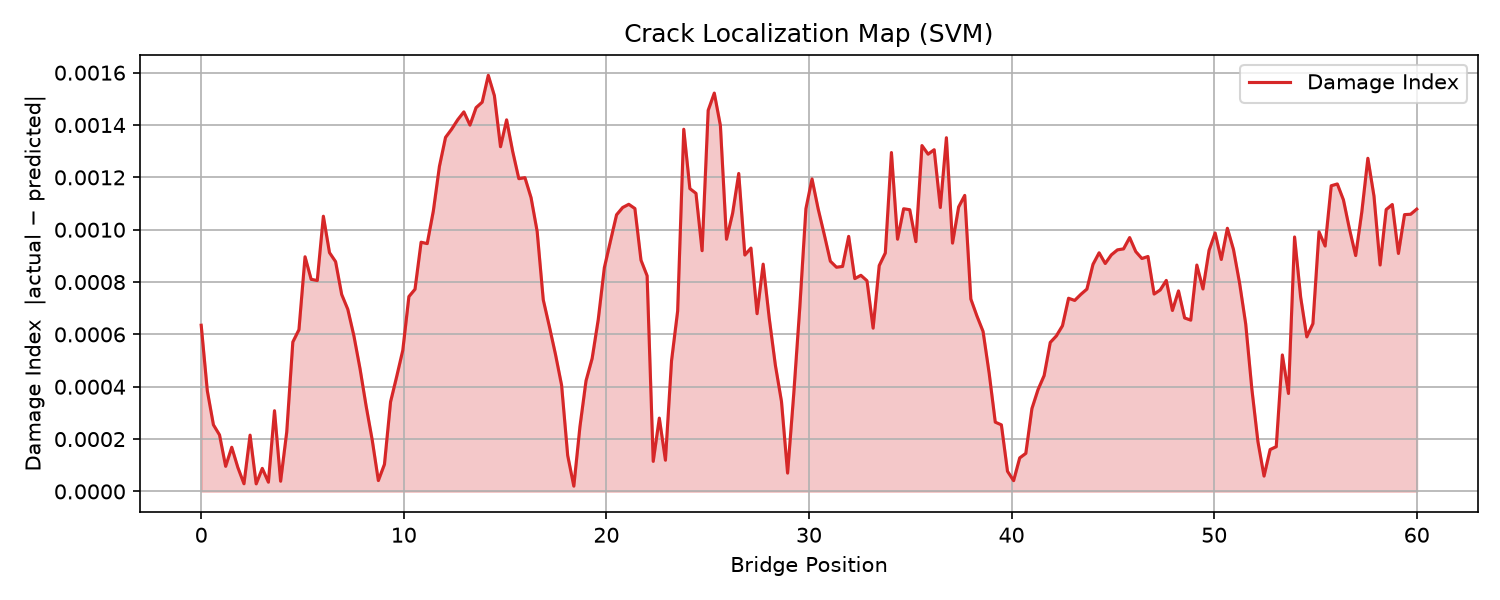 Crack Localization Map (SVM)
Damage Index
Damage Index |actual − predicted|
0.0016
0.0014
0.0012
0.0010
0.0008
0.0006
0.0004
0.0002
0.0000
0 10 20 30 40 50 60
Bridge Position